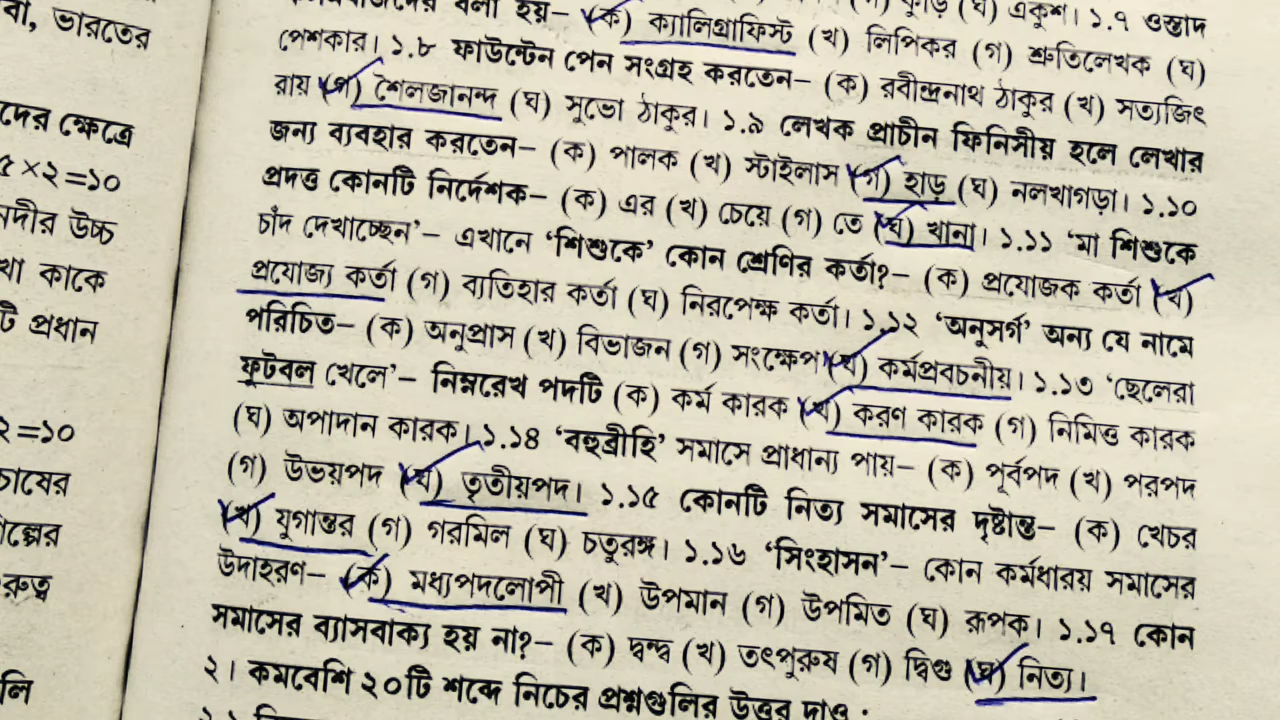 বা, ভারতের
দের ক্ষেত্রে
৫ ×২=১০
নদীর উচ্চ
খা কাকে
টি প্রধান
২=১০
চাষের
শিল্পের
রুত্ব
লি
বলা হয়– (ক) ক্যালিগ্রাফিস্ট (খ) লিপিকর (গ) শ্রুতিলেখক (ঘ)
(ঘ) একুশ। ১.৭ ওস্তাদ
পেশকার। ১.৮ ফাউন্টেন পেন সংগ্রহ করতেন– (ক) রবীন্দ্রনাথ ঠাকুর (খ) সত্যজিৎ
রায় (গ) শৈলজানন্দ (ঘ) সুভো ঠাকুর। ১.৯ লেখক প্রাচীন ফিনিসীয় হলে লেখার
জন্য ব্যবহার করতেন– (ক) পালক (খ) স্টাইলাস (গ) হাড় (ঘ) নলখাগড়া। ১.১০
প্রদত্ত কোনটি নির্দেশক– (ক) এর (খ) চেয়ে (গ) তে (ঘ) খানা। ১.১১ ‘মা শিশুকে
চাঁদ দেখাচ্ছেন’– এখানে ‘শিশুকে’ কোন শ্রেণির কর্তা?– (ক) প্রযোজক কর্তা (খ)
প্রযোজ্য কর্তা (গ) ব্যতিহার কর্তা (ঘ) নিরপেক্ষ কর্তা। ১.১২ ‘অনুসর্গ’ অন্য যে নামে
পরিচিত– (ক) অনুপ্রাস (খ) বিভাজন (গ) সংক্ষেপ (ঘ) কর্মপ্রবচনীয়। ১.১৩ ‘ছেলেরা
ফুটবল খেলে’– নিম্নরেখ পদটি (ক) কর্ম কারক (খ) করণ কারক (গ) নিমিত্ত কারক
(ঘ) অপাদান কারক। ১.১৪ ‘বহুব্রীহি’ সমাসে প্রাধান্য পায়– (ক) পূর্বপদ (খ) পরপদ
(গ) উভয়পদ (ঘ) তৃতীয়পদ। ১.১৫ কোনটি নিত্য সমাসের দৃষ্টান্ত– (ক) খেচর
(খ) যুগান্তর (গ) গরমিল (ঘ) চতুরঙ্গ। ১.১৬ ‘সিংহাসন’– কোন কর্মধারয় সমাসের
উদাহরণ– (ক) মধ্যপদলোপী (খ) উপমান (গ) উপমিত (ঘ) রূপক। ১.১৭ কোন
সমাসের ব্যাসবাক্য হয় না?– (ক) দ্বন্দ্ব (খ) তৎপুরুষ (গ) দ্বিগু (ঘ) নিত্য।
২। কমবেশি ২০টি শব্দে নিচের প্রশ্নগুলির উত্তর দাও :